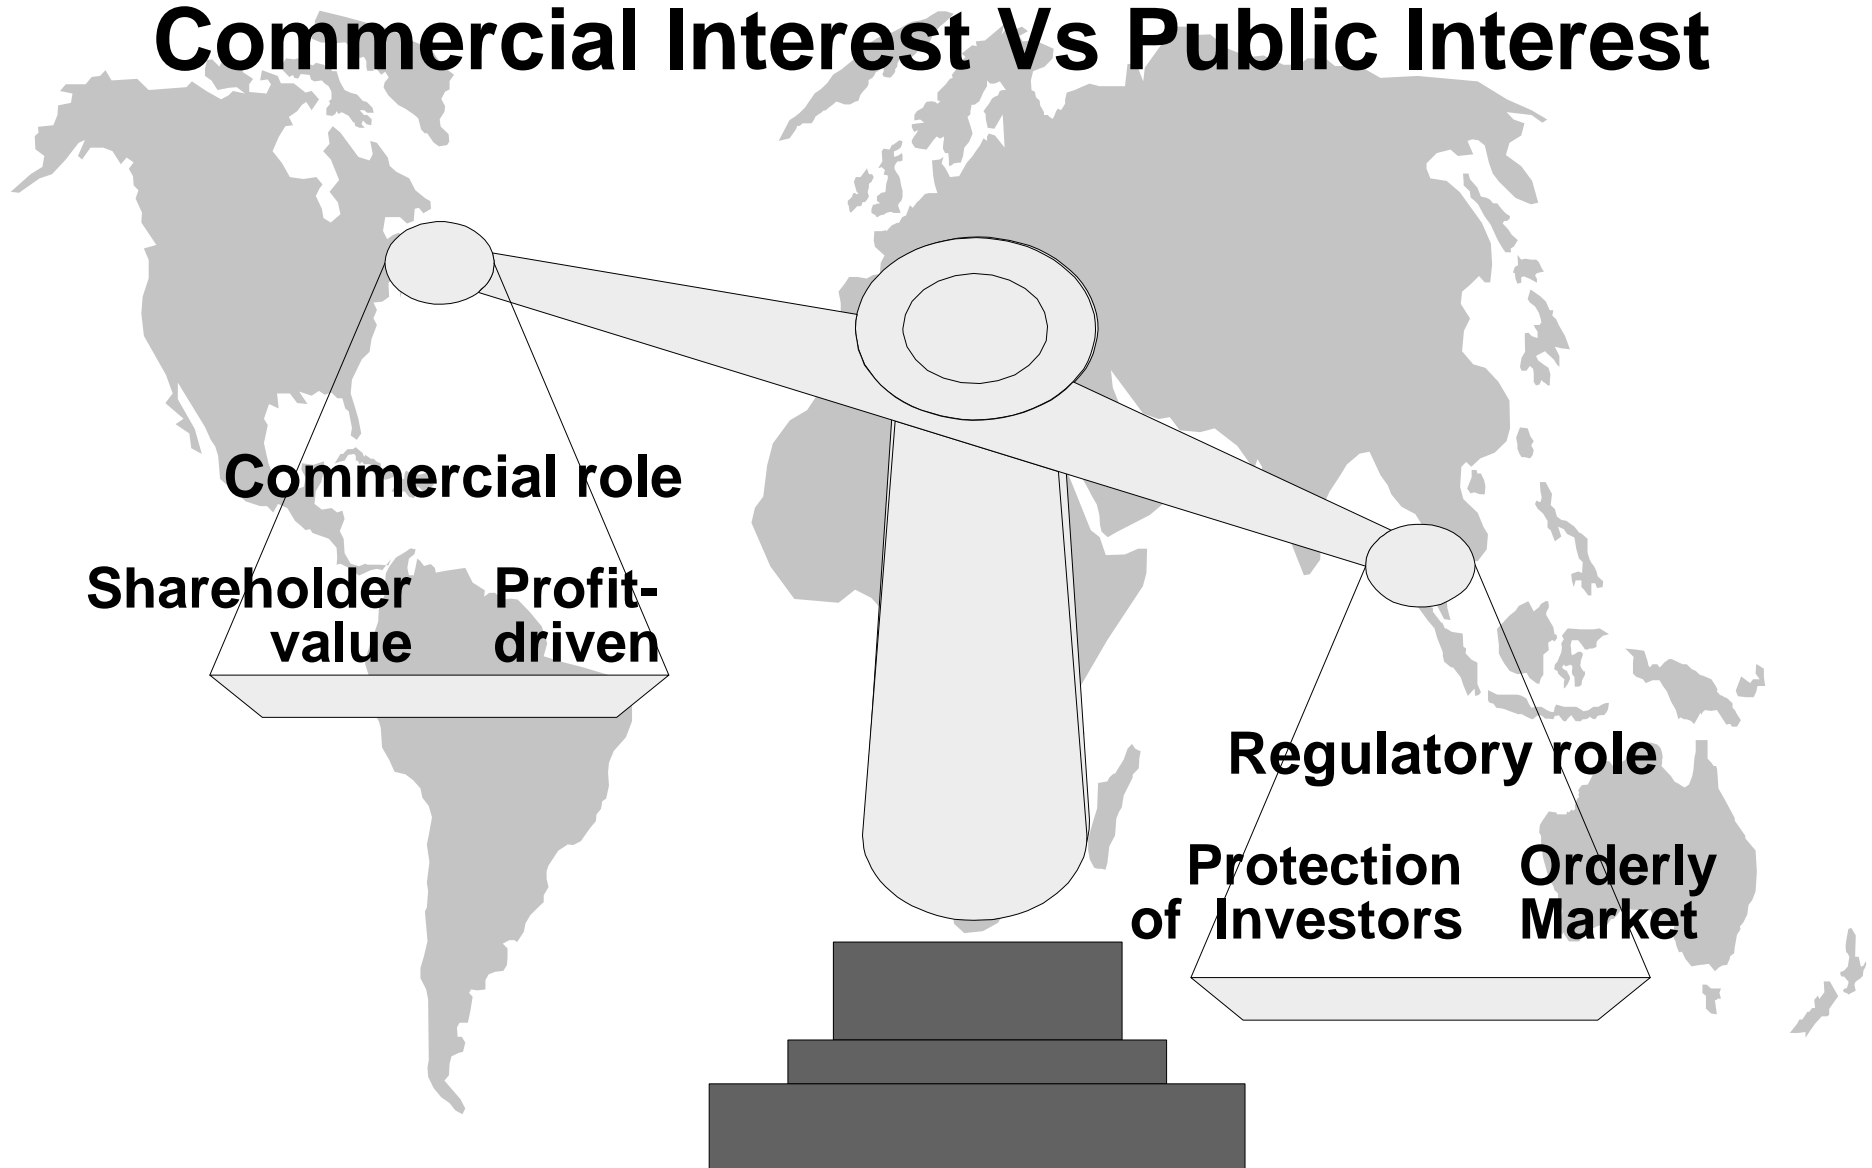 Commercial Interest Vs Public Interest
Commercial role
Shareholder
value
Profit-
driven
Regulatory role
Protection
of Investors
Orderly
Market